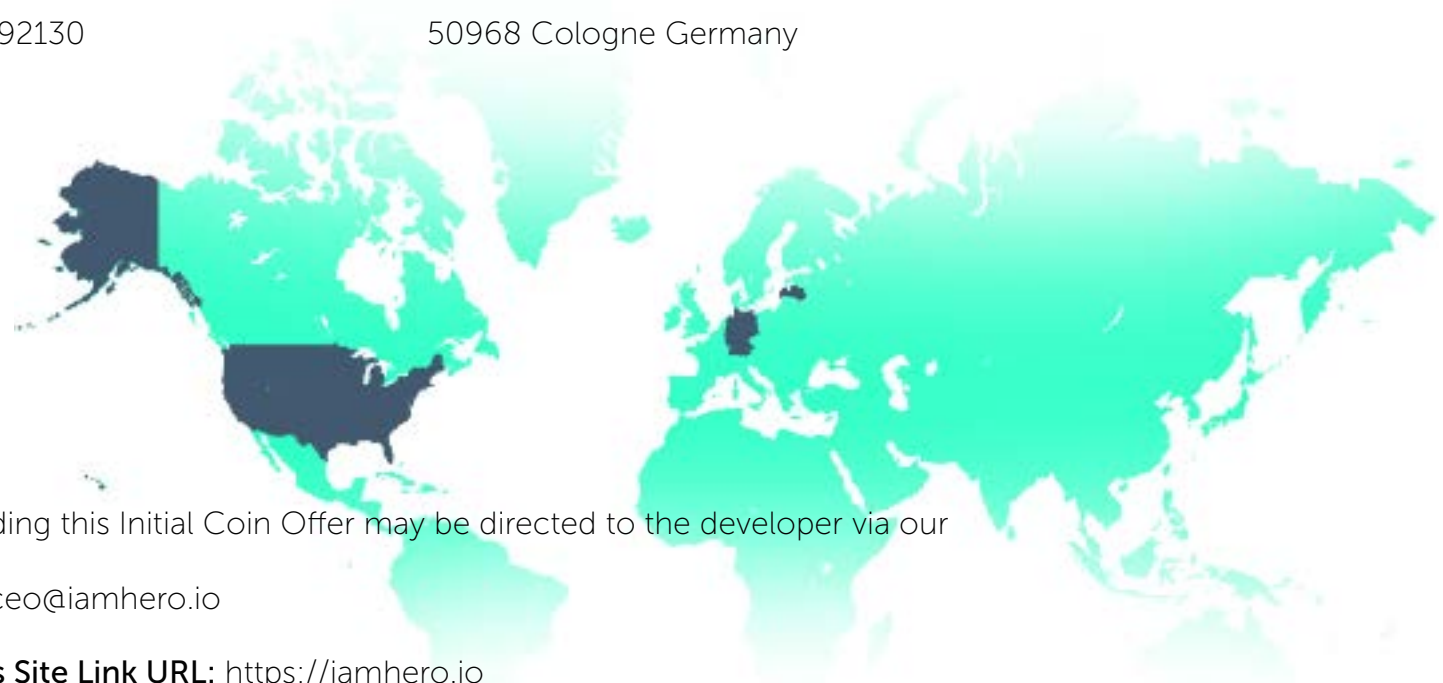 92130 50968 Cologne Germany
ding this Initial Coin Offer may be directed to the developer via our
ceo@iamhero.io
s Site Link URL: https://iamhero.io